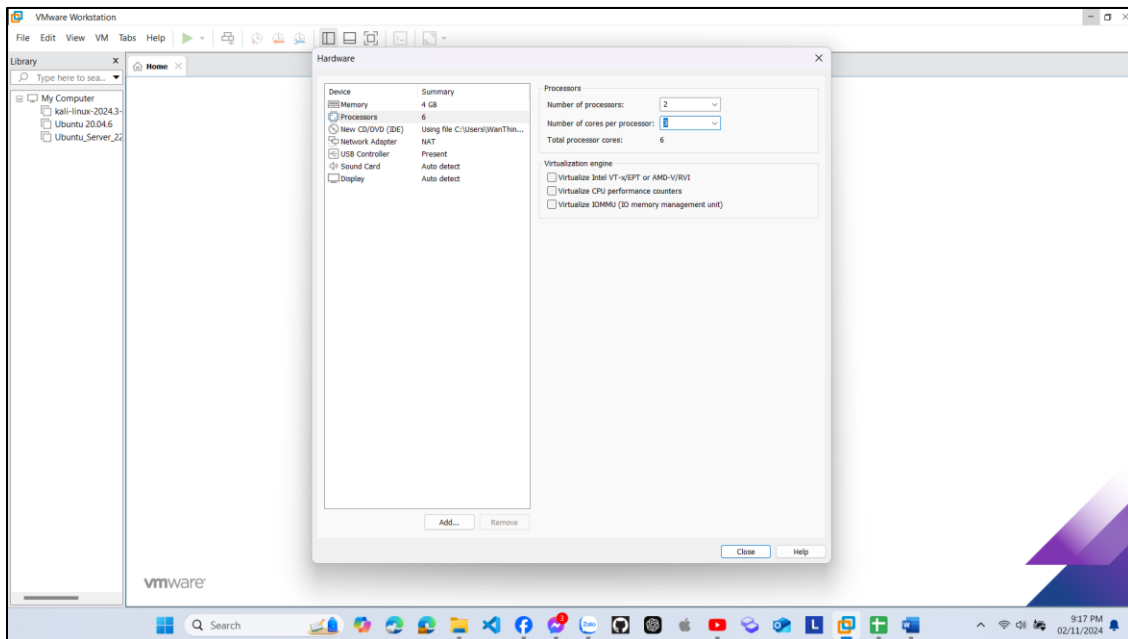 VMware Workstation
File Edit View VM Tabs Help
Library
Type here to sea...
Home
My Computer
kali-linux-2024.3-
Ubuntu 20.04.6
Ubuntu_Server_22
Hardware
Device Summary
Memory 4 GB
Processors 6
New CD/DVD (IDE) Using file C:\Users\WanThin...
Network Adapter NAT
USB Controller Present
Sound Card Auto detect
Display Auto detect
Add... Remove
Processors
Number of processors: 2
Number of cores per processor: 3
Total processor cores: 6
Virtualization engine
Virtualize Intel VT-x/EPT or AMD-V/RVI
Virtualize CPU performance counters
Virtualize IOMMU (IO memory management unit)
Close Help
vmware
Search
Zalo
L
9:17 PM
02/11/2024